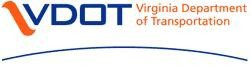 VDOT
Virginia Department
of Transportation